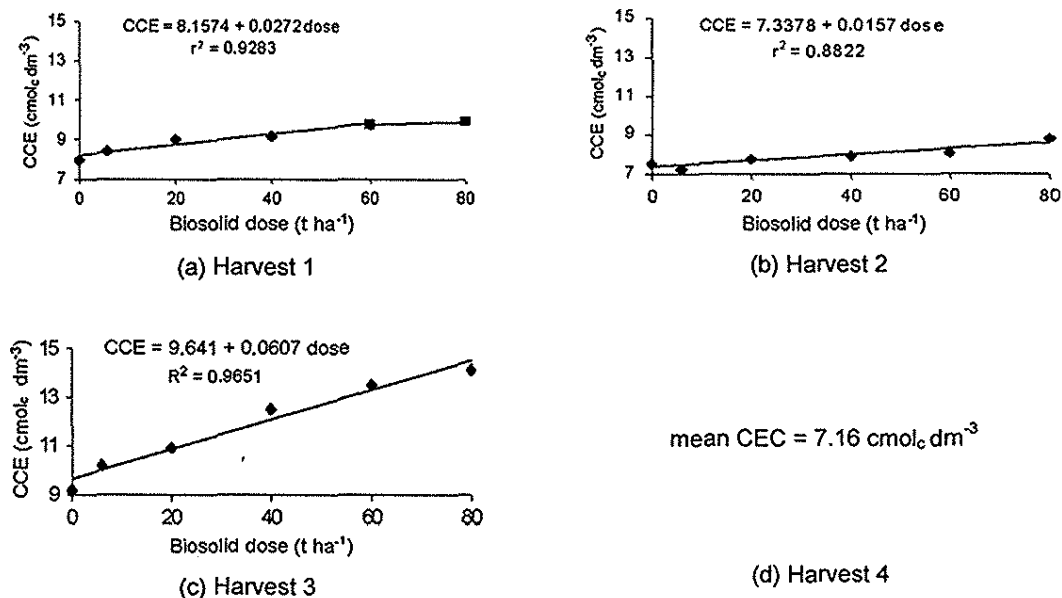 CCE = 8.1574 + 0.0272 dose
r² = 0.9283
CCE (cmolc dm⁻³)
15
13
11
9
7
0 20 40 60 80
Biosolid dose (t ha⁻¹)
(a) Harvest 1
CCE = 7.3378 + 0.0157 dose
r² = 0.8822
CCE (cmolc dm⁻³)
15
13
11
9
7
0 20 40 60 80
Biosolid dose (t ha⁻¹)
(b) Harvest 2
CCE = 9.641 + 0.0607 dose
R² = 0.9651
CCE (cmolc dm⁻³)
15
13
11
9
0 20 40 60 80
Biosolid dose (t ha⁻¹)
(c) Harvest 3
mean CEC = 7.16 cmolc dm⁻³
(d) Harvest 4